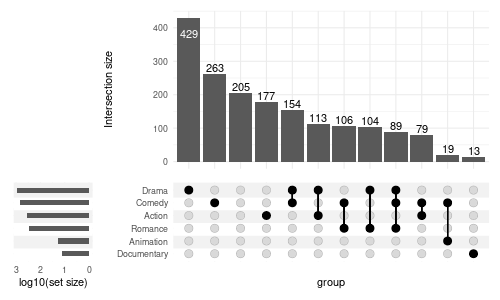 Intersection size
400
300
200
100
0
429
263
205
177
154
113
106
104
89
79
19
13
Drama
Comedy
Action
Romance
Animation
Documentary
3 2 1 0
log10(set size)
group